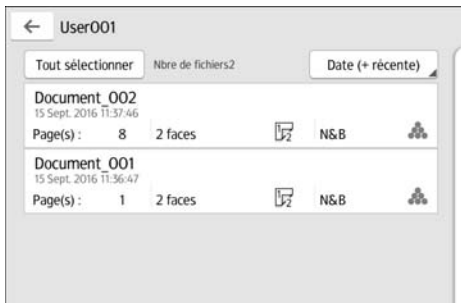 User001
Tout sélectionner Nbre de fichiers2 Date (+ récente)
Document_002
15 Sept. 2016 11:37:46
Page(s) : 8 2 faces N&B
Document_001
15 Sept. 2016 11:36:47
Page(s) : 1 2 faces N&B